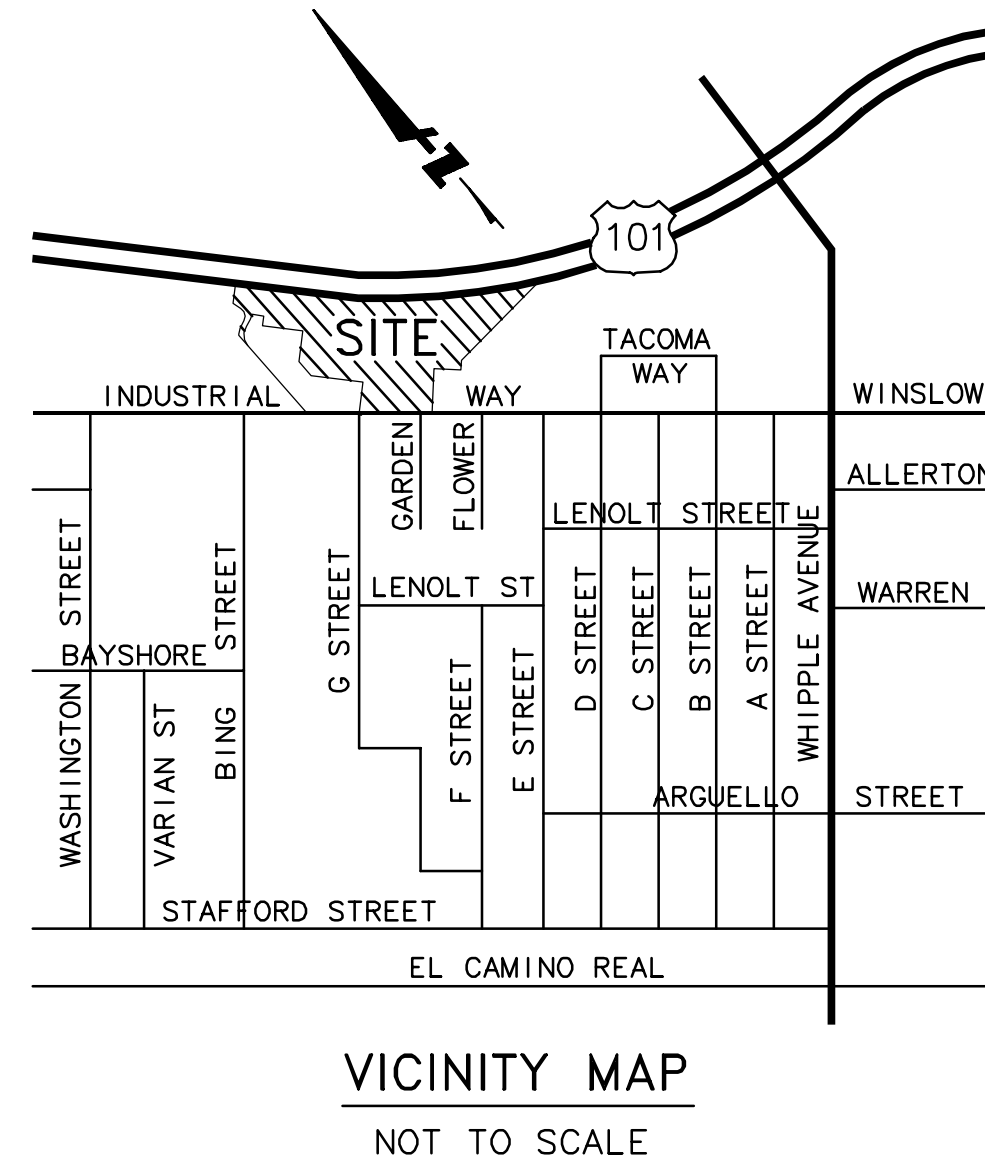 N
101
SITE
TACOMA
WAY
INDUSTRIAL WAY
WINSLOW
ALLERTON
GARDEN
FLOWER
LENOLT STREET
LENOLT ST
WARREN
WASHINGTON STREET
BAYSHORE
VARIAN ST
BING STREET
G STREET
F STREET
E STREET
D STREET
C STREET
B STREET
A STREET
WHIPPLE AVENUE
ARGUELLO STREET
STAFFORD STREET
EL CAMINO REAL
VICINITY MAP
NOT TO SCALE